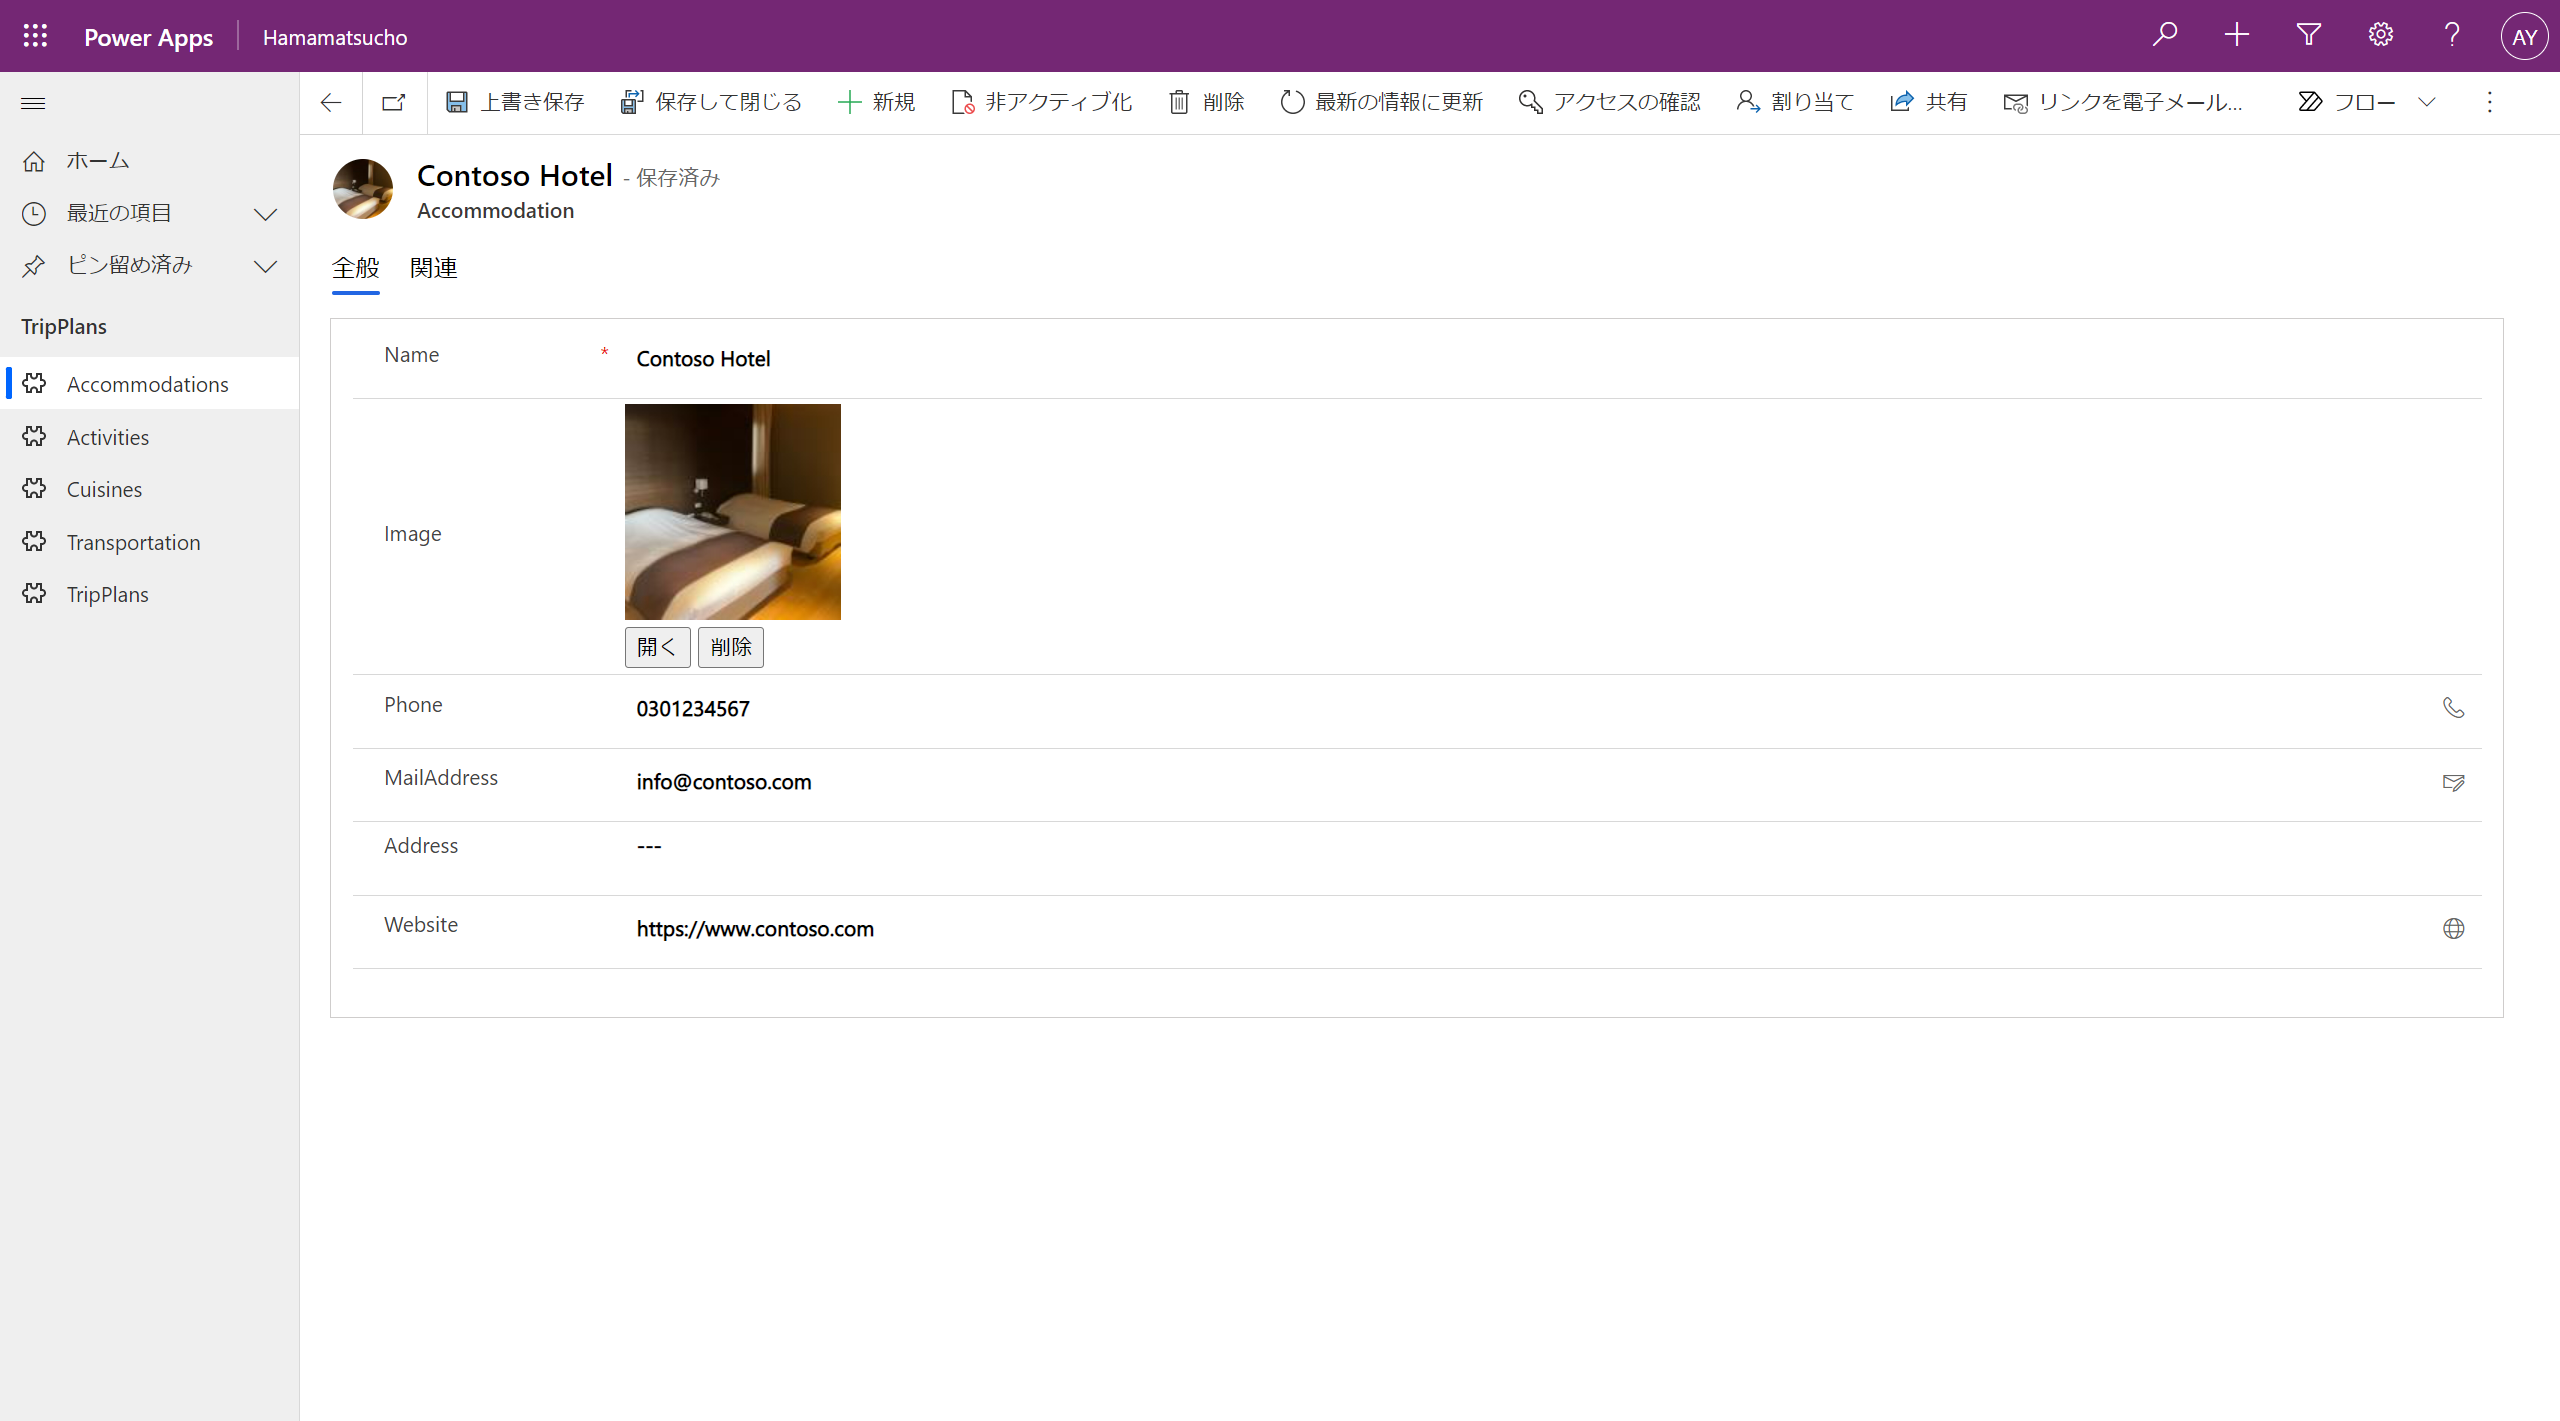 Power Apps
Hamamatsucho
AY
上書き保存
保存して閉じる
新規
非アクティブ化
削除
最新の情報に更新
アクセスの確認
割り当て
共有
リンクを電子メール...
フロー
ホーム
最近の項目
ピン留め済み
TripPlans
Accommodations
Activities
Cuisines
Transportation
TripPlans
Contoso Hotel - 保存済み
Accommodation
全般
関連
Name * Contoso Hotel
Image
開く
削除
Phone 0301234567
MailAddress info@contoso.com
Address ---
Website https://www.contoso.com